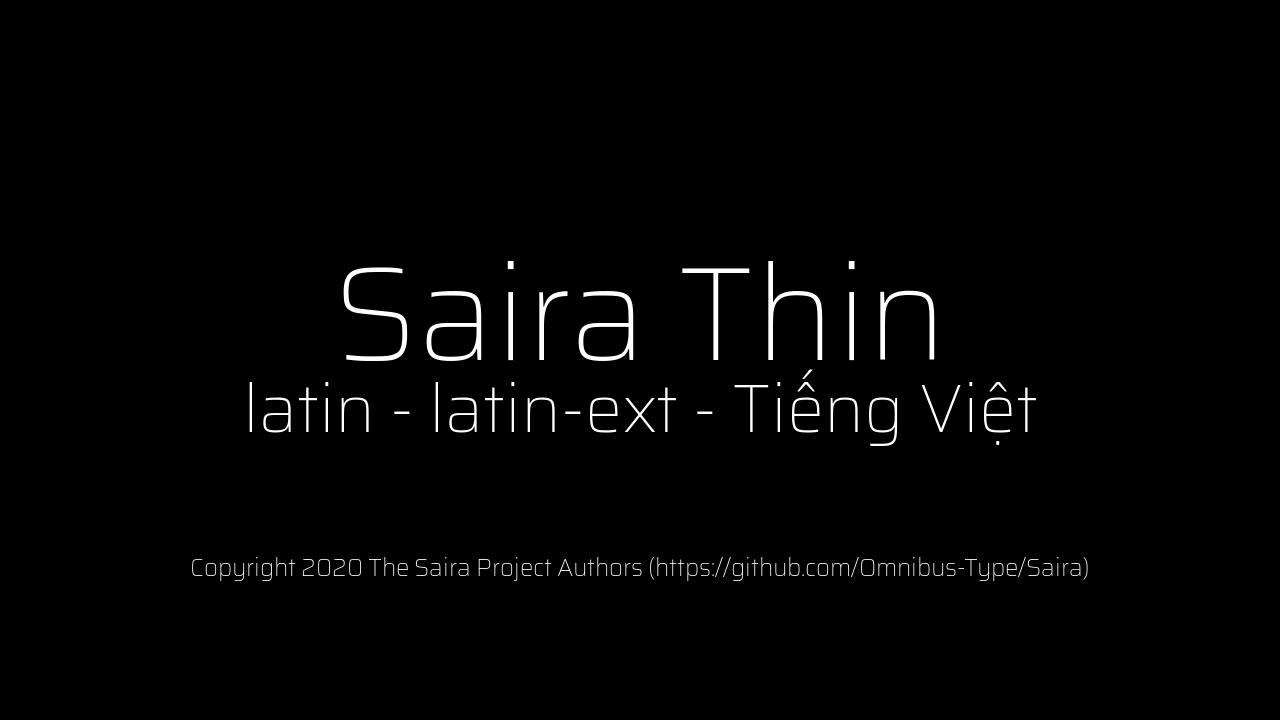 Saira Thin
latin - latin-ext - Tiếng Việt
Copyright 2020 The Saira Project Authors (https://github.com/Omnibus-Type/Saira)